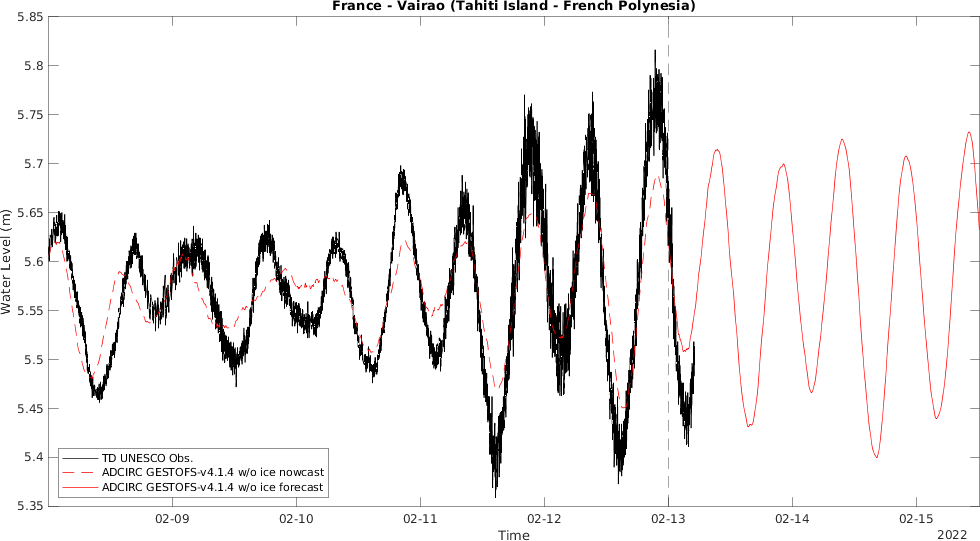 France - Vairao (Tahiti Island - French Polynesia)
5.85
5.8
5.75
5.7
5.65
5.6
5.55
5.5
5.45
5.4
5.35
Water Level (m)
TD UNESCO Obs.
ADCIRC GESTOFS-v4.1.4 w/o ice nowcast
ADCIRC GESTOFS-v4.1.4 w/o ice forecast
02-09 02-10 02-11 02-12 02-13 02-14 02-15
Time
2022